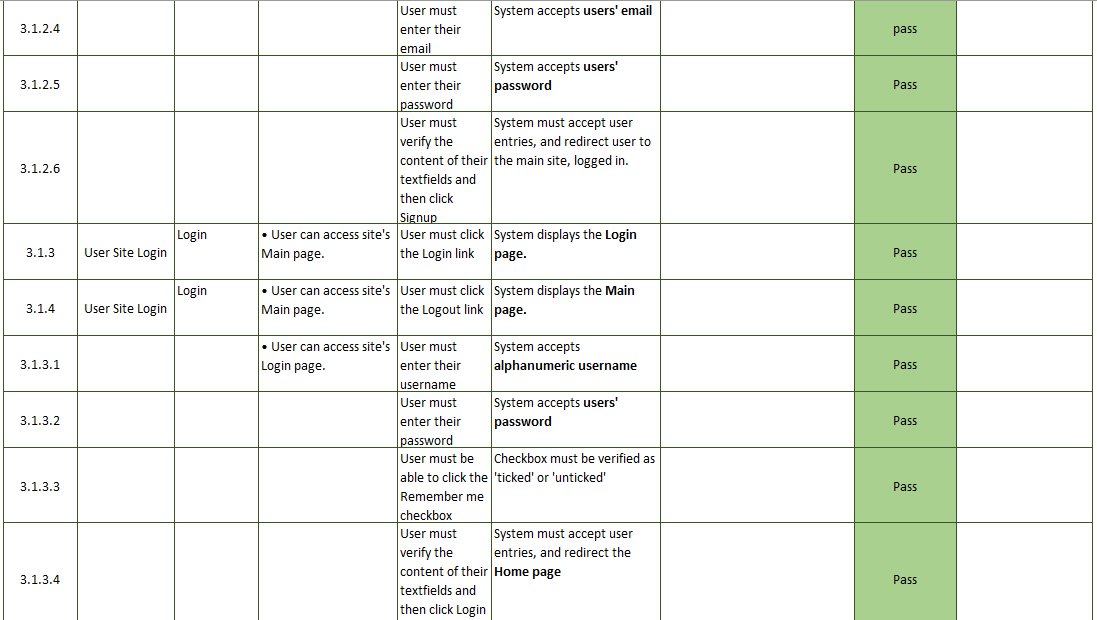 3.1.2.4
User must
enter their
email
System accepts users' email
pass
3.1.2.5
User must
enter their
password
System accepts users'
password
Pass
3.1.2.6
User must
verify the
content of their
textfields and
then click
Signup
System must accept user
entries, and redirect user to
the main site, logged in.
Pass
3.1.3
User Site Login
Login
• User can access site's
Main page.
User must click
the Login link
System displays the Login
page.
Pass
3.1.4
User Site Login
Login
• User can access site's
Main page.
User must click
the Logout link
System displays the Main
page.
Pass
3.1.3.1
• User can access site's
Login page.
User must
enter their
username
System accepts
alphanumeric username
Pass
3.1.3.2
User must
enter their
password
System accepts users'
password
Pass
3.1.3.3
User must be
able to click the
Remember me
checkbox
Checkbox must be verified as
'ticked' or 'unticked'
Pass
3.1.3.4
User must
verify the
content of their
textfields and
then click Login
System must accept user
entries, and redirect the
Home page
Pass